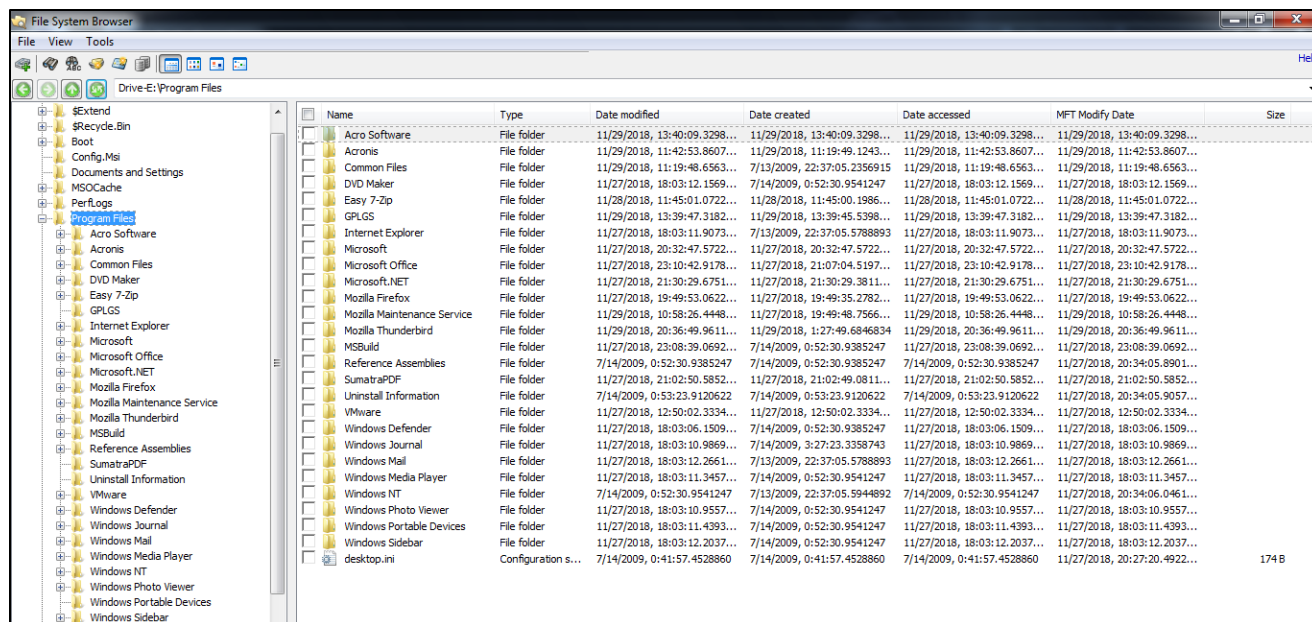 File System Browser
File View Tools
Hel
Drive-E:\Program Files
$Extend
$Recycle.Bin
Boot
Config.Msi
Documents and Settings
MSOCache
PerfLogs
Program Files
Acro Software
Acronis
Common Files
DVD Maker
Easy 7-Zip
GPLGS
Internet Explorer
Microsoft
Microsoft Office
Microsoft.NET
Mozilla Firefox
Mozilla Maintenance Service
Mozilla Thunderbird
MSBuild
Reference Assemblies
SumatraPDF
Uninstall Information
VMware
Windows Defender
Windows Journal
Windows Mail
Windows Media Player
Windows NT
Windows Photo Viewer
Windows Portable Devices
Windows Sidebar
Name Type Date modified Date created Date accessed MFT Modify Date Size
Acro Software File folder 11/29/2018, 13:40:09.3298... 11/29/2018, 13:40:09.3298... 11/29/2018, 13:40:09.3298... 11/29/2018, 13:40:09.3298...
Acronis File folder 11/29/2018, 11:42:53.8607... 11/29/2018, 11:19:49.1243... 11/29/2018, 11:42:53.8607... 11/29/2018, 11:42:53.8607...
Common Files File folder 11/29/2018, 11:19:48.6563... 7/13/2009, 22:37:05.2356915 11/29/2018, 11:19:48.6563... 11/29/2018, 11:19:48.6563...
DVD Maker File folder 11/27/2018, 18:03:12.1569... 7/14/2009, 0:52:30.9541247 11/27/2018, 18:03:12.1569... 11/27/2018, 18:03:12.1569...
Easy 7-Zip File folder 11/28/2018, 11:45:01.0722... 11/28/2018, 11:45:00.1986... 11/28/2018, 11:45:01.0722... 11/28/2018, 11:45:01.0722...
GPLGS File folder 11/29/2018, 13:39:47.3182... 11/29/2018, 13:39:45.5398... 11/29/2018, 13:39:47.3182... 11/29/2018, 13:39:47.3182...
Internet Explorer File folder 11/27/2018, 18:03:11.9073... 7/13/2009, 22:37:05.5788893 11/27/2018, 18:03:11.9073... 11/27/2018, 18:03:11.9073...
Microsoft File folder 11/27/2018, 20:32:47.5722... 11/27/2018, 20:32:47.5722... 11/27/2018, 20:32:47.5722... 11/27/2018, 20:32:47.5722...
Microsoft Office File folder 11/27/2018, 23:10:42.9178... 11/27/2018, 21:07:04.5197... 11/27/2018, 23:10:42.9178... 11/27/2018, 23:10:42.9178...
Microsoft.NET File folder 11/27/2018, 21:30:29.6751... 11/27/2018, 21:30:29.3811... 11/27/2018, 21:30:29.6751... 11/27/2018, 21:30:29.6751...
Mozilla Firefox File folder 11/27/2018, 19:49:53.0622... 11/27/2018, 19:49:35.2782... 11/27/2018, 19:49:53.0622... 11/27/2018, 19:49:53.0622...
Mozilla Maintenance Service File folder 11/29/2018, 10:58:26.4448... 11/27/2018, 19:49:48.7566... 11/29/2018, 10:58:26.4448... 11/29/2018, 10:58:26.4448...
Mozilla Thunderbird File folder 11/29/2018, 20:36:49.9611... 11/29/2018, 1:27:49.6846834 11/29/2018, 20:36:49.9611... 11/29/2018, 20:36:49.9611...
MSBuild File folder 11/27/2018, 23:08:39.0692... 7/14/2009, 0:52:30.9385247 11/27/2018, 23:08:39.0692... 11/27/2018, 23:08:39.0692...
Reference Assemblies File folder 7/14/2009, 0:52:30.9385247 7/14/2009, 0:52:30.9385247 7/14/2009, 0:52:30.9385247 11/27/2018, 20:34:05.8901...
SumatraPDF File folder 11/27/2018, 21:02:50.5852... 11/27/2018, 21:02:49.0811... 11/27/2018, 21:02:50.5852... 11/27/2018, 21:02:50.5852...
Uninstall Information File folder 7/14/2009, 0:53:23.9120622 7/14/2009, 0:53:23.9120622 7/14/2009, 0:53:23.9120622 11/27/2018, 20:34:05.9057...
VMware File folder 11/27/2018, 12:50:02.3334... 11/27/2018, 12:50:02.3334... 11/27/2018, 12:50:02.3334... 11/27/2018, 12:50:02.3334...
Windows Defender File folder 11/27/2018, 18:03:06.1509... 7/14/2009, 0:52:30.9385247 11/27/2018, 18:03:06.1509... 11/27/2018, 18:03:06.1509...
Windows Journal File folder 11/27/2018, 18:03:10.9869... 7/14/2009, 3:27:23.3358743 11/27/2018, 18:03:10.9869... 11/27/2018, 18:03:10.9869...
Windows Mail File folder 11/27/2018, 18:03:12.2661... 7/13/2009, 22:37:05.5788893 11/27/2018, 18:03:12.2661... 11/27/2018, 18:03:12.2661...
Windows Media Player File folder 11/27/2018, 18:03:11.3457... 7/14/2009, 0:52:30.9541247 11/27/2018, 18:03:11.3457... 11/27/2018, 18:03:11.3457...
Windows NT File folder 7/14/2009, 0:52:30.9541247 7/13/2009, 22:37:05.5944892 7/14/2009, 0:52:30.9541247 11/27/2018, 20:34:06.0461...
Windows Photo Viewer File folder 11/27/2018, 18:03:10.9557... 7/14/2009, 0:52:30.9541247 11/27/2018, 18:03:10.9557... 11/27/2018, 18:03:10.9557...
Windows Portable Devices File folder 11/27/2018, 18:03:11.4393... 7/14/2009, 0:52:30.9541247 11/27/2018, 18:03:11.4393... 11/27/2018, 18:03:11.4393...
Windows Sidebar File folder 11/27/2018, 18:03:12.2037... 7/14/2009, 0:52:30.9541247 11/27/2018, 18:03:12.2037... 11/27/2018, 18:03:12.2037...
desktop.ini Configuration s... 7/14/2009, 0:41:57.4528860 7/14/2009, 0:41:57.4528860 7/14/2009, 0:41:57.4528860 11/27/2018, 20:27:20.4922... 174 B